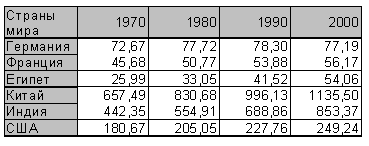 Страны мира 1970 1980 1990 2000
Германия 72,67 77,72 78,30 77,19
Франция 45,68 50,77 53,88 56,17
Египет 25,99 33,05 41,52 54,06
Китай 657,49 830,68 996,13 1135,50
Индия 442,35 554,91 688,86 853,37
США 180,67 205,05 227,76 249,24